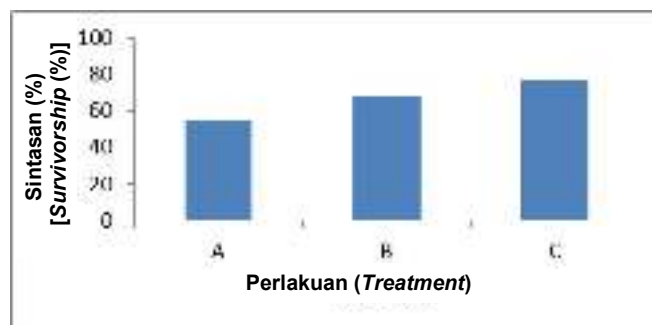 Sintasan (%)
[Survivorship (%)]
100
80
60
40
20
0
A
B
C
Perlakuan (Treatment)